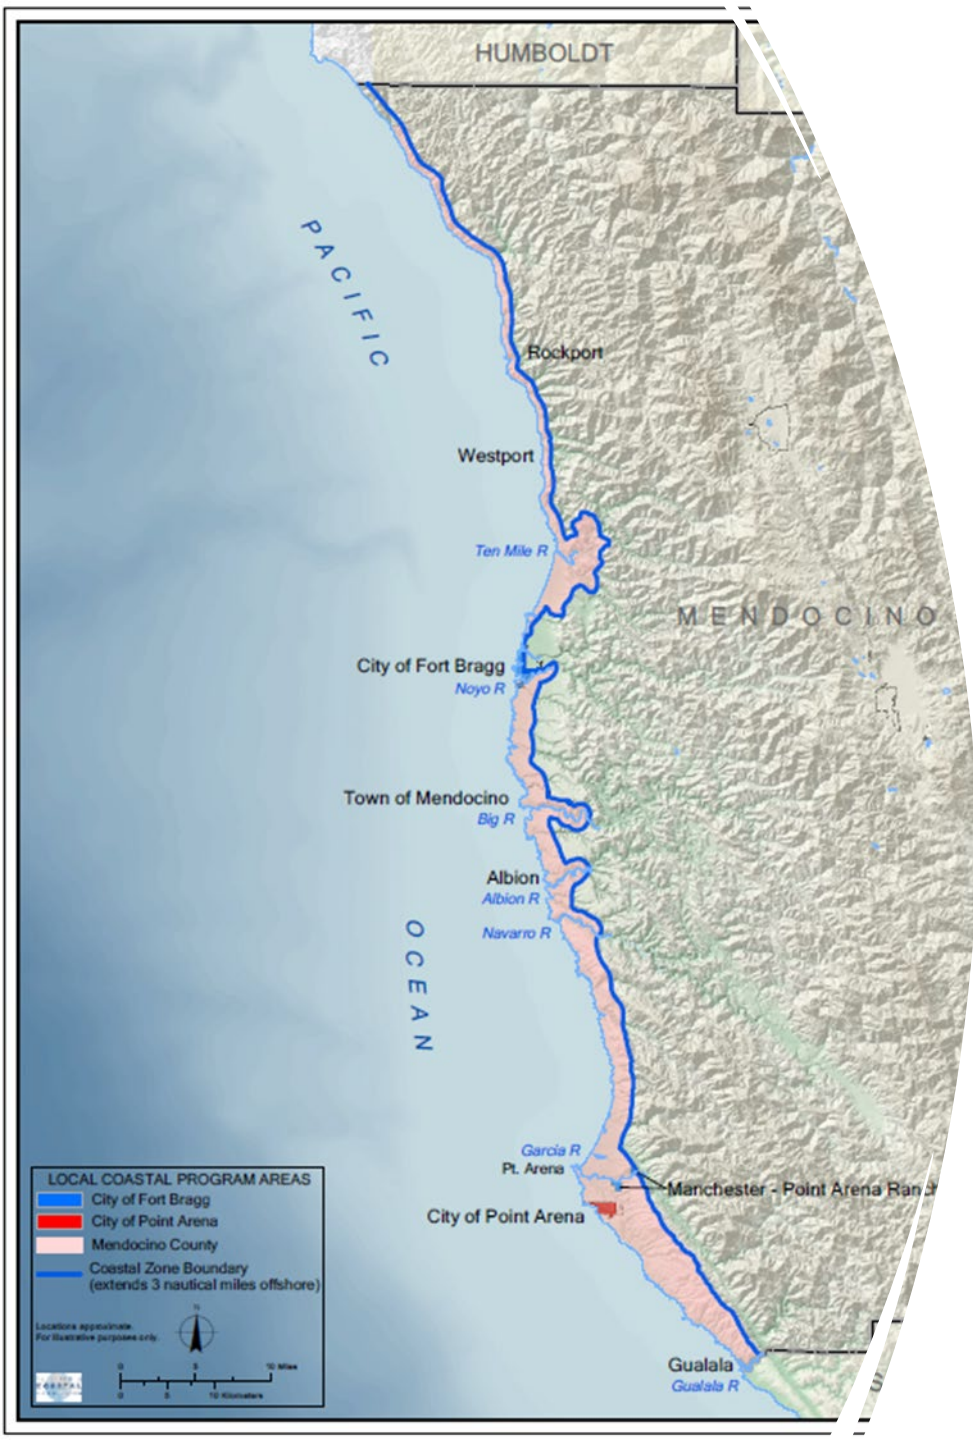 HUMBOLDT
PACIFIC
Rockport
Westport
Ten Mile R
MENDOCINO
City of Fort Bragg
Noyo R
Town of Mendocino
Big R
Albion
Albion R
Navarro R
OCEAN
Garcia R
Pt. Arena
Manchester - Point Arena Ranch
City of Point Arena
LOCAL COASTAL PROGRAM AREAS
City of Fort Bragg
City of Point Arena
Mendocino County
Coastal Zone Boundary
(extends 3 nautical miles offshore)
N
Locations approximate.
For illustrative purposes only.
0 5 10 Miles
0 5 10 Kilometers
COASTAL
Gualala
Gualala R